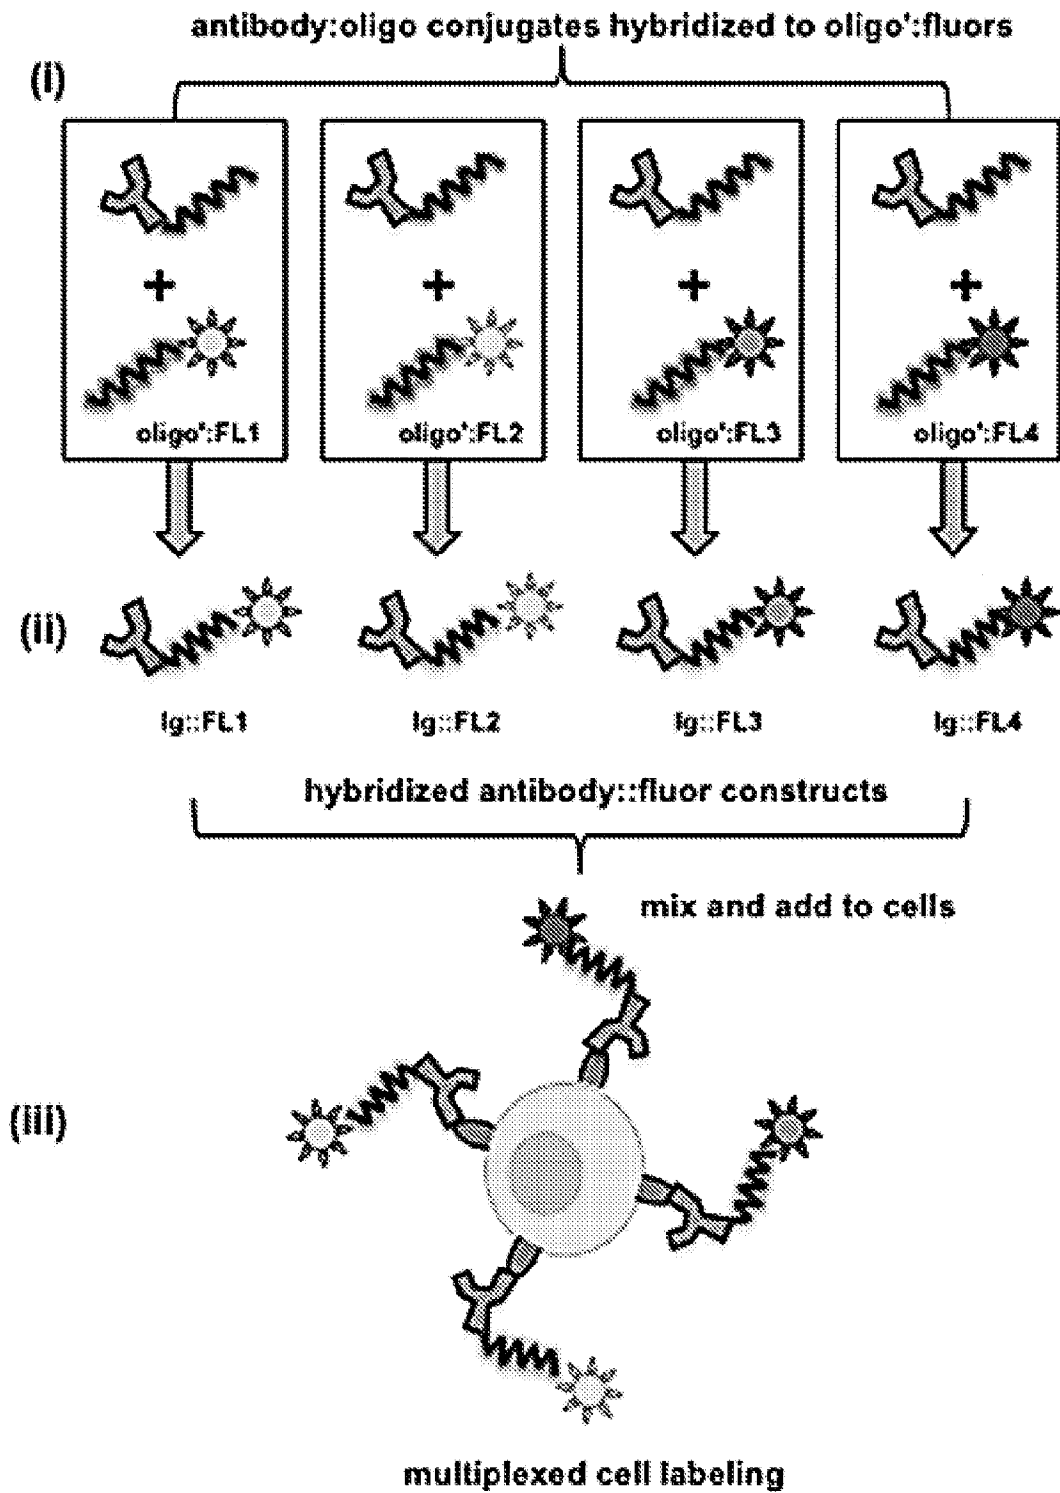 antibody:oligo conjugates hybridized to oligo':fluors
(i)
+ + + +
oligo':FL1 oligo':FL2 oligo':FL3 oligo':FL4
(ii)
Ig::FL1 Ig::FL2 Ig::FL3 Ig::FL4
hybridized antibody::fluor constructs
mix and add to cells
(iii)
multiplexed cell labeling